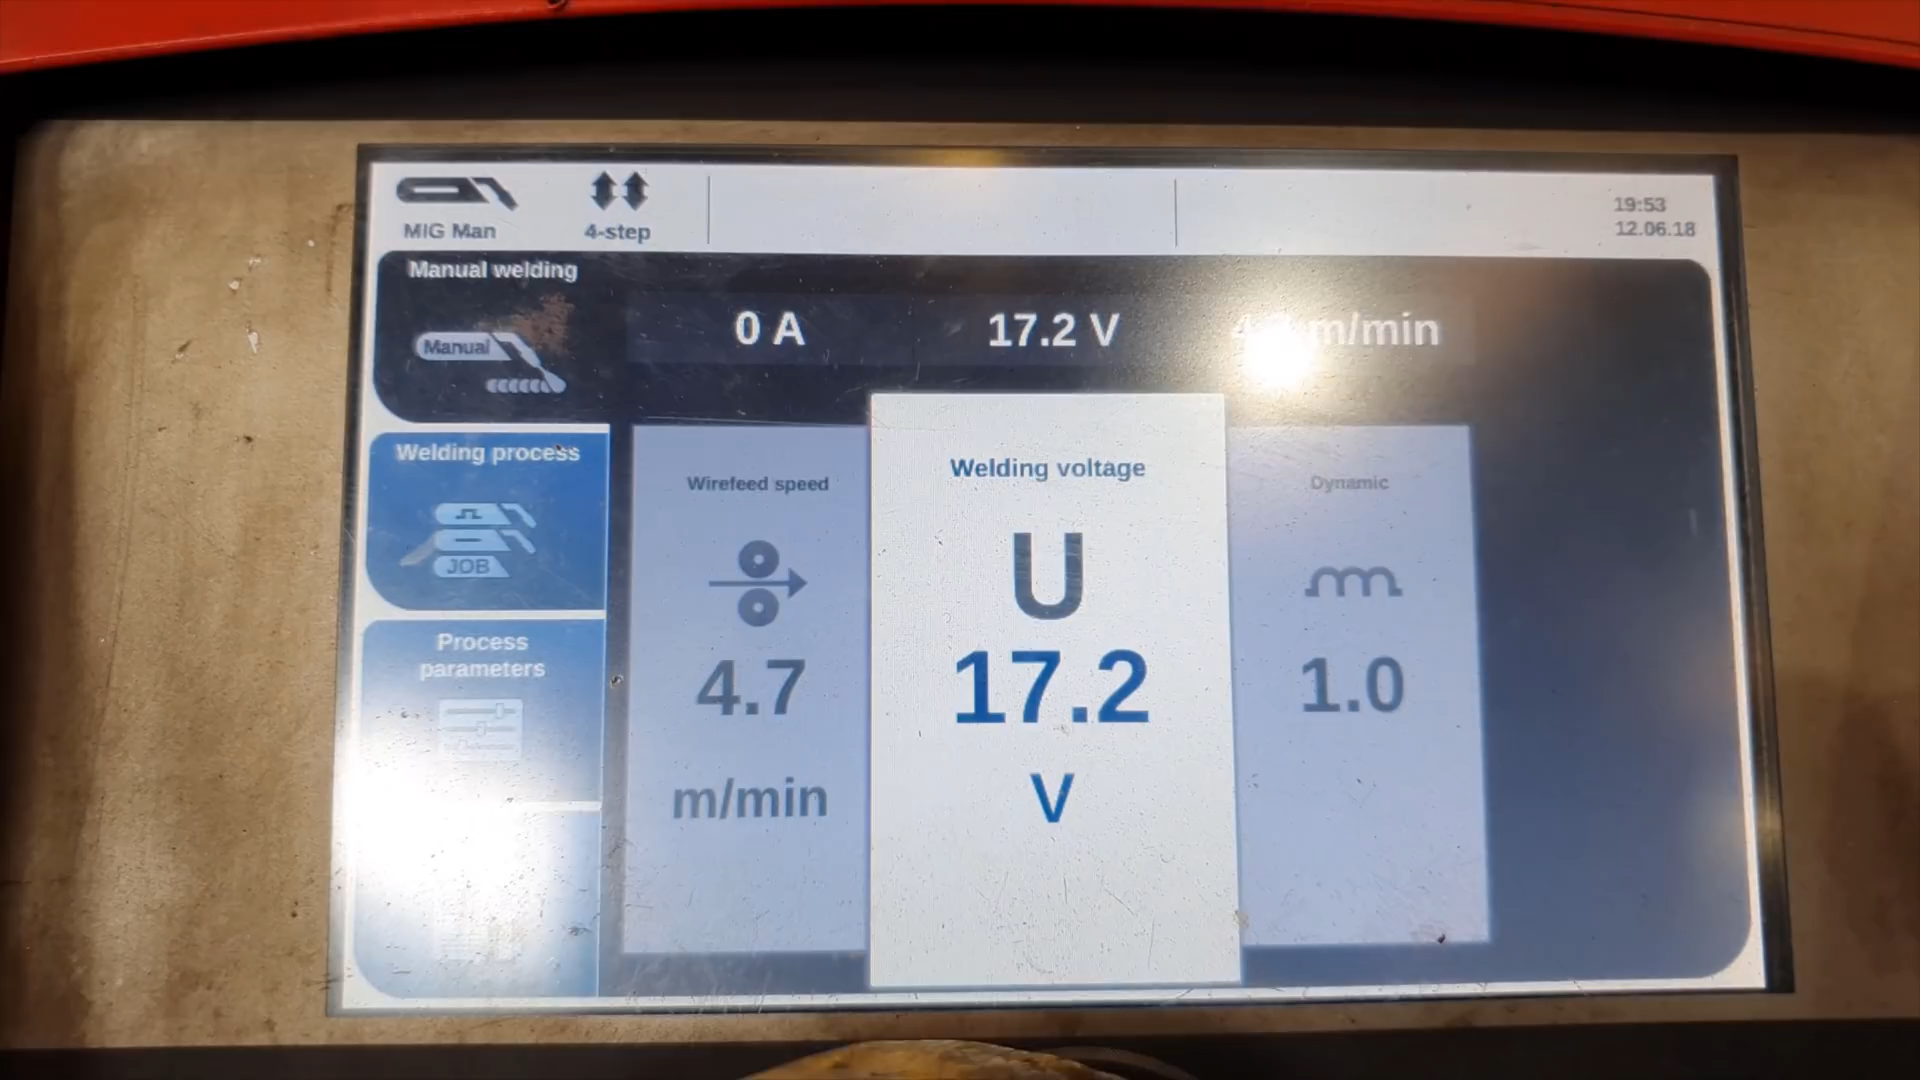 MIG Man
4-step
19:53
12.06.18
Manual welding
Manual
0 A
17.2 V
m/min
Welding process
JOB
Process
parameters
Wirefeed speed
4.7
m/min
Welding voltage
U
17.2
V
Dynamic
1.0